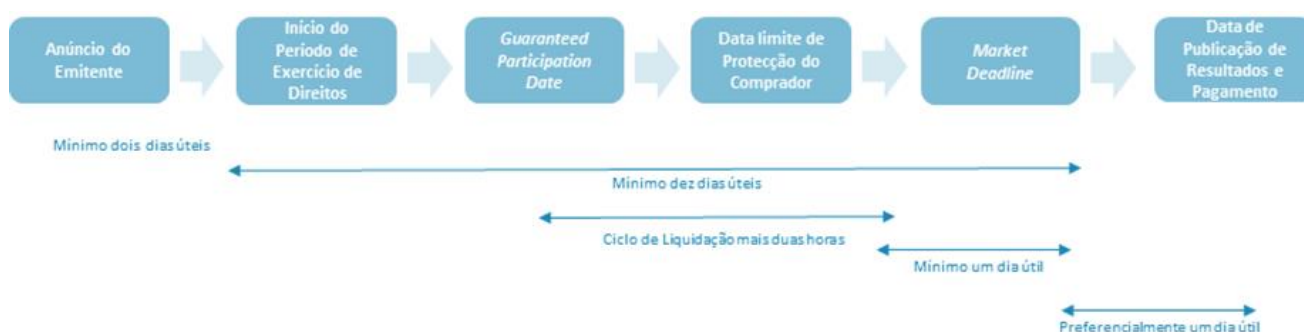 Anúncio do
Emitente
Início do
Período de
Exercício de
Direitos
Guaranteed
Participation
Date
Data limite de
Protecção do
Comprador
Market
Deadline
Data de
Publicação de
Resultados e
Pagamento
Mínimo dois dias úteis
Mínimo dez dias úteis
Ciclo de Liquidação mais duas horas
Mínimo um dia útil
Preferencialmente um dia útil